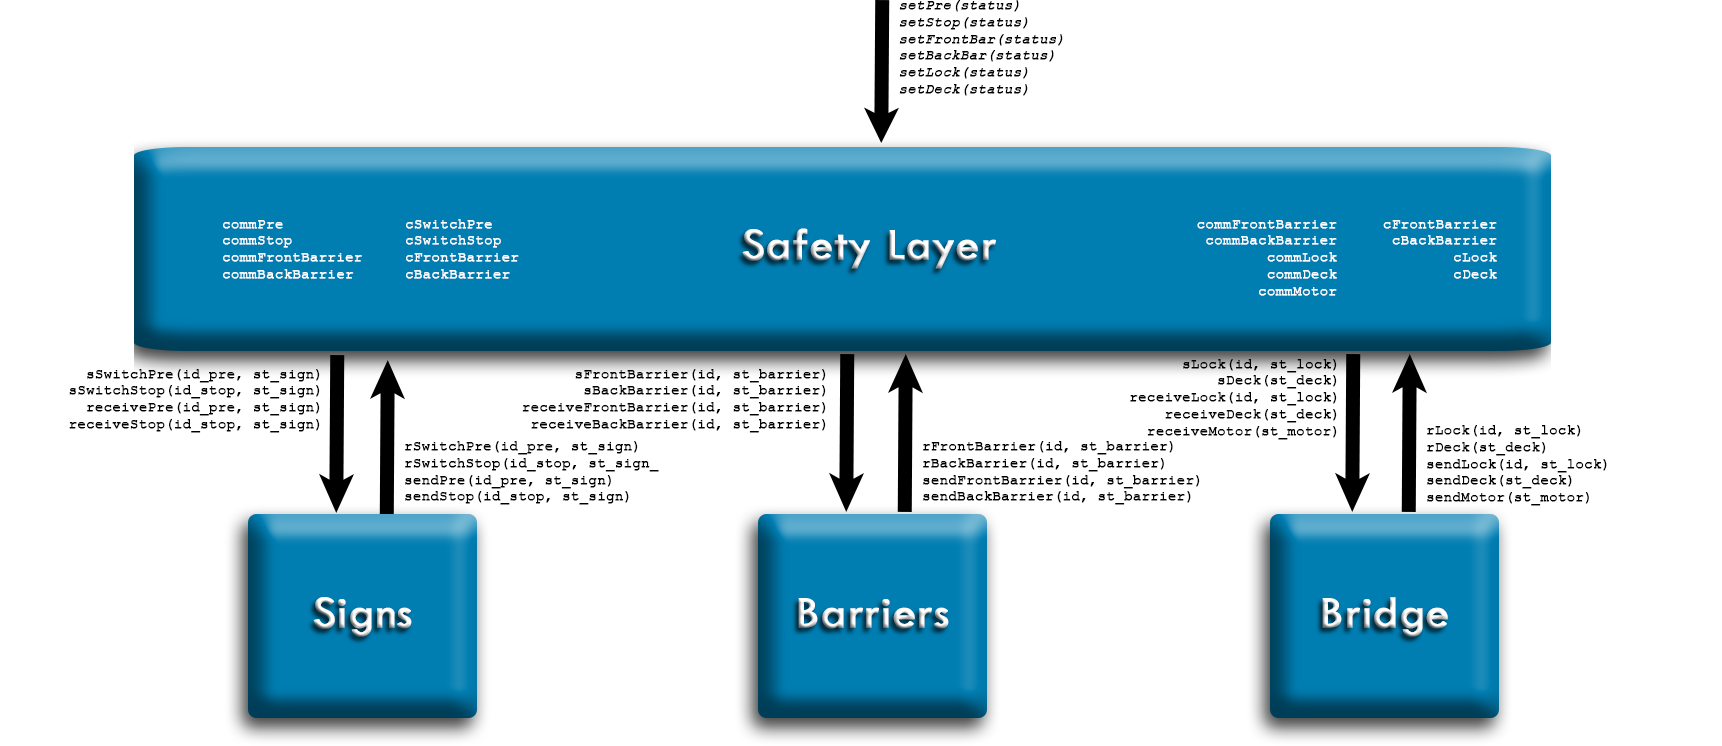 setPre(status)
setStop(status)
setFrontBar(status)
setBackBar(status)
setLock(status)
setDeck(status)
commPre
commStop
commFrontBarrier
commBackBarrier
cSwitchPre
cSwitchStop
cFrontBarrier
cBackBarrier
Safety Layer
commFrontBarrier
commBackBarrier
commLock
commDeck
commMotor
cFrontBarrier
cBackBarrier
cLock
cDeck
sSwitchPre(id_pre, st_sign)
sSwitchStop(id_stop, st_sign)
receivePre(id_pre, st_sign)
receiveStop(id_stop, st_sign)
rSwitchPre(id_pre, st_sign)
rSwitchStop(id_stop, st_sign_
sendPre(id_pre, st_sign)
sendStop(id_stop, st_sign)
sFrontBarrier(id, st_barrier)
sBackBarrier(id, st_barrier)
receiveFrontBarrier(id, st_barrier)
receiveBackBarrier(id, st_barrier)
rFrontBarrier(id, st_barrier)
rBackBarrier(id, st_barrier)
sendFrontBarrier(id, st_barrier)
sendBackBarrier(id, st_barrier)
sLock(id, st_lock)
sDeck(st_deck)
receiveLock(id, st_lock)
receiveDeck(st_deck)
receiveMotor(st_motor)
rLock(id, st_lock)
rDeck(st_deck)
sendLock(id, st_lock)
sendDeck(st_deck)
sendMotor(st_motor)
Signs
Barriers
Bridge